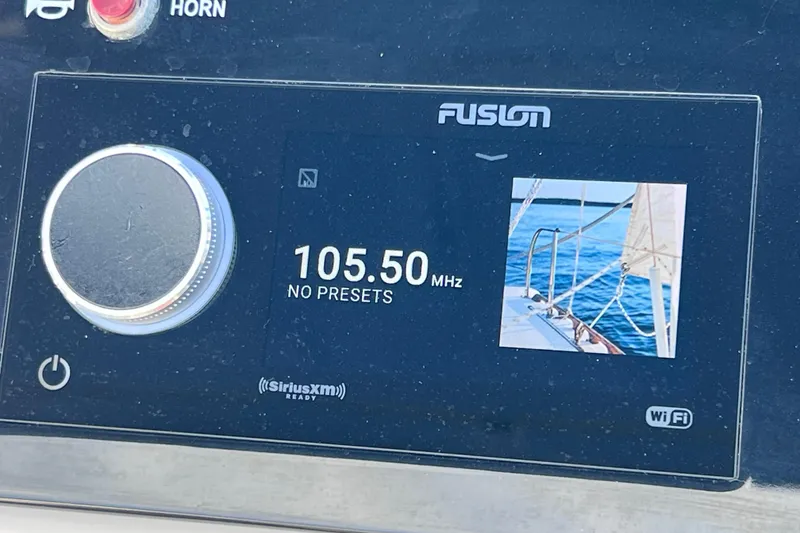 HORN
FUSION
105.50 MHz
NO PRESETS
((SiriusXM))
READY
WiFi